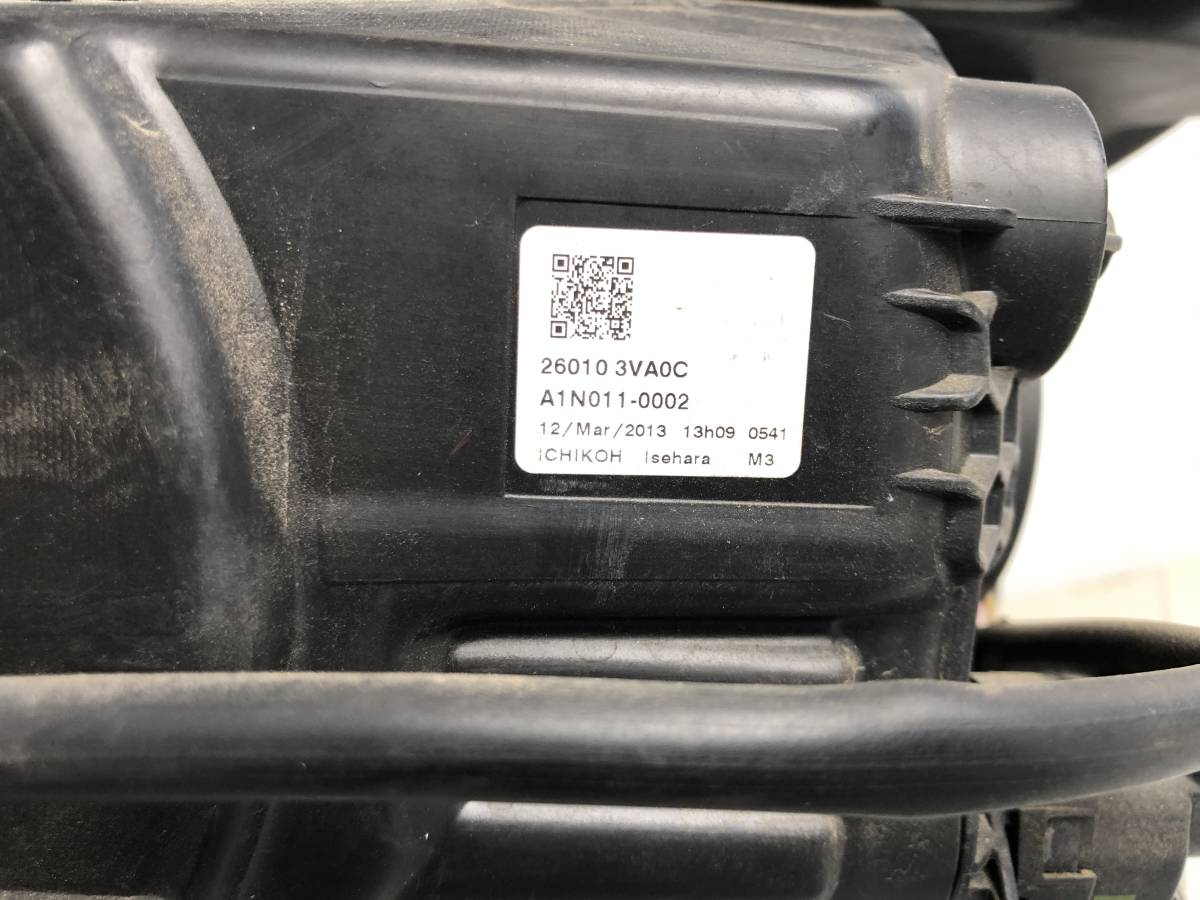 26010 3VA0C
A1N011-0002
12/Mar/2013 13h09 0541
ICHIKOH Isehara M3